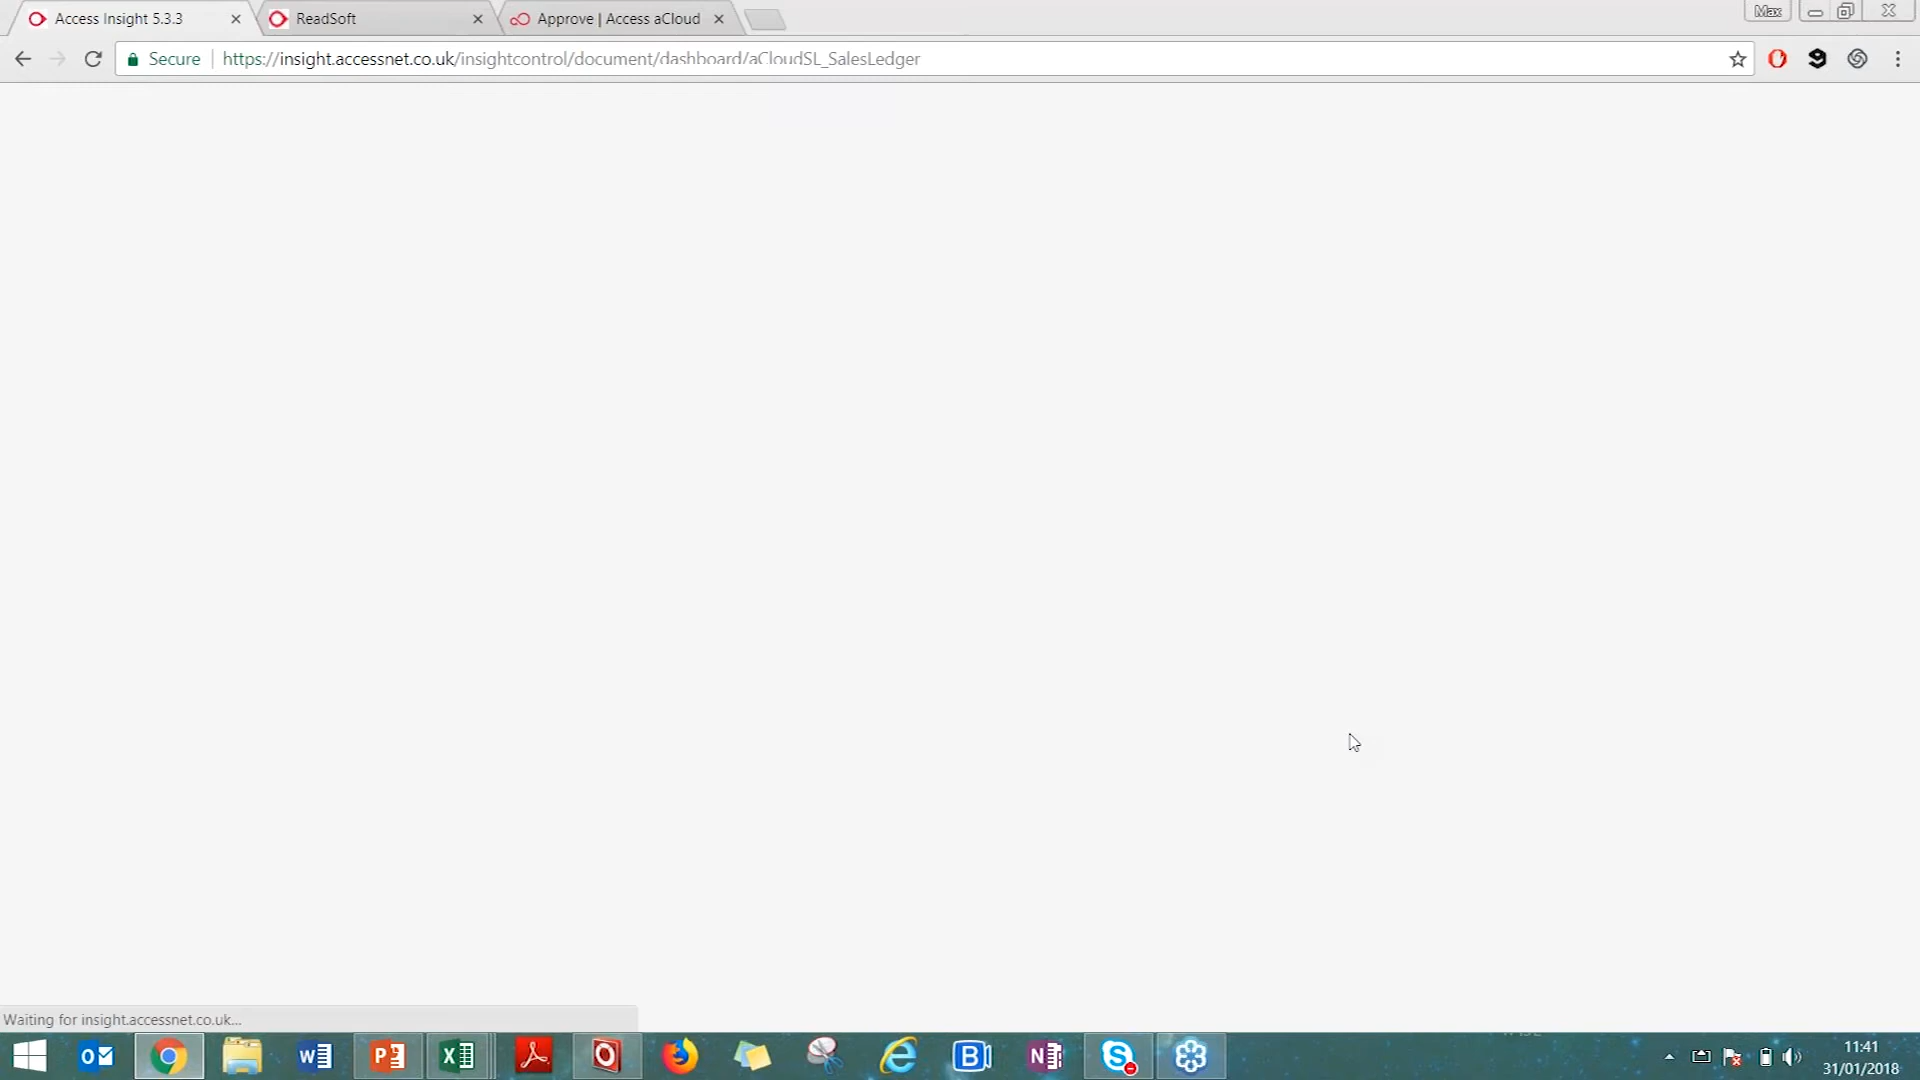 Access Insight 5.3.3
ReadSoft
Approve | Access aCloud
Max
Secure
https://insight.accessnet.co.uk/insightcontrol/document/dashboard/aCloudSL_SalesLedger
Waiting for insight.accessnet.co.uk...
11:41
31/01/2018